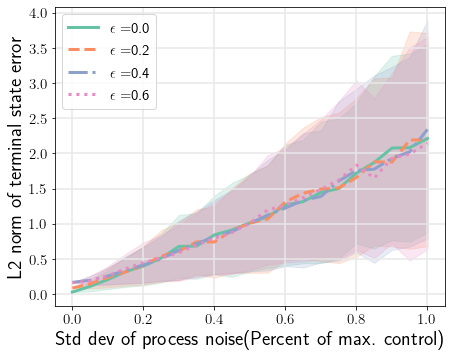 4.0
3.5
3.0
2.5
2.0
1.5
1.0
0.5
0.0
L2 norm of terminal state error
ϵ =0.0
ϵ =0.2
ϵ =0.4
ϵ =0.6
0.0 0.2 0.4 0.6 0.8 1.0
Std dev of process noise(Percent of max. control)